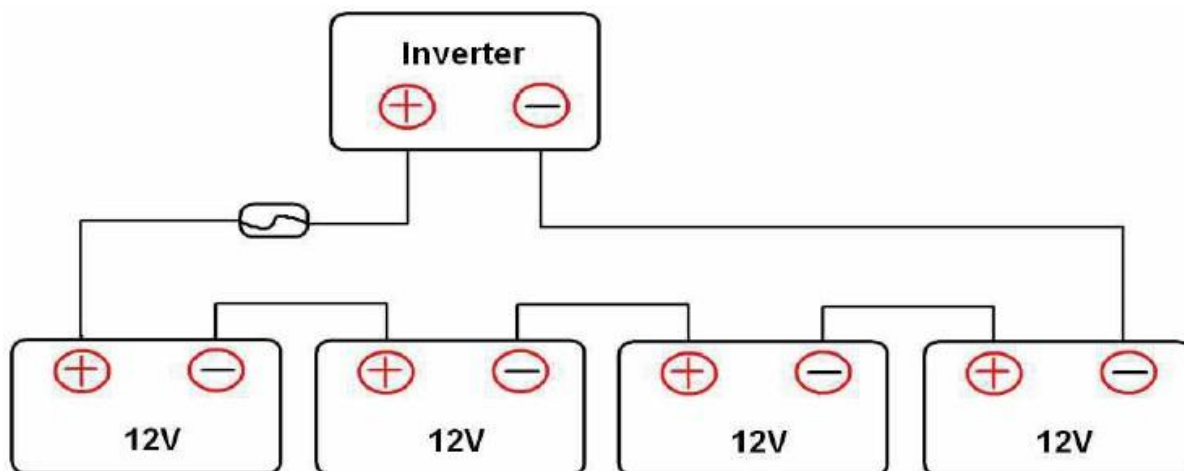 Inverter
+ −
+ − + − + − + −
12V 12V 12V 12V